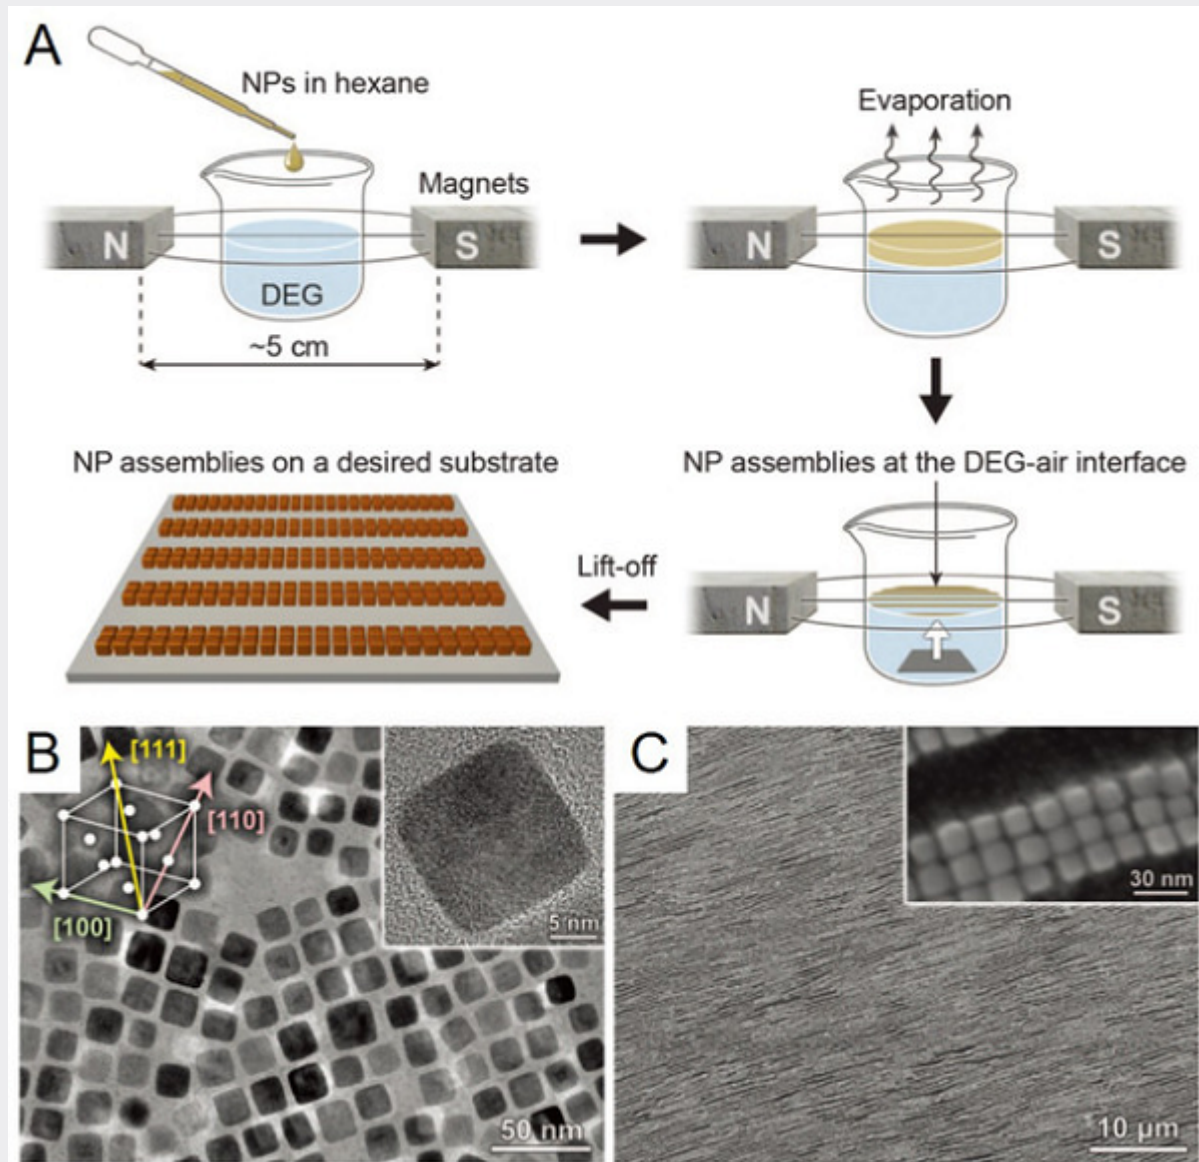 A
NPs in hexane
Magnets
N
S
DEG
~5 cm
Evaporation
N
S
NP assemblies at the DEG-air interface
N
S
Lift-off
NP assemblies on a desired substrate
B
[111]
[110]
[100]
5 nm
50 nm
C
30 nm
10 µm